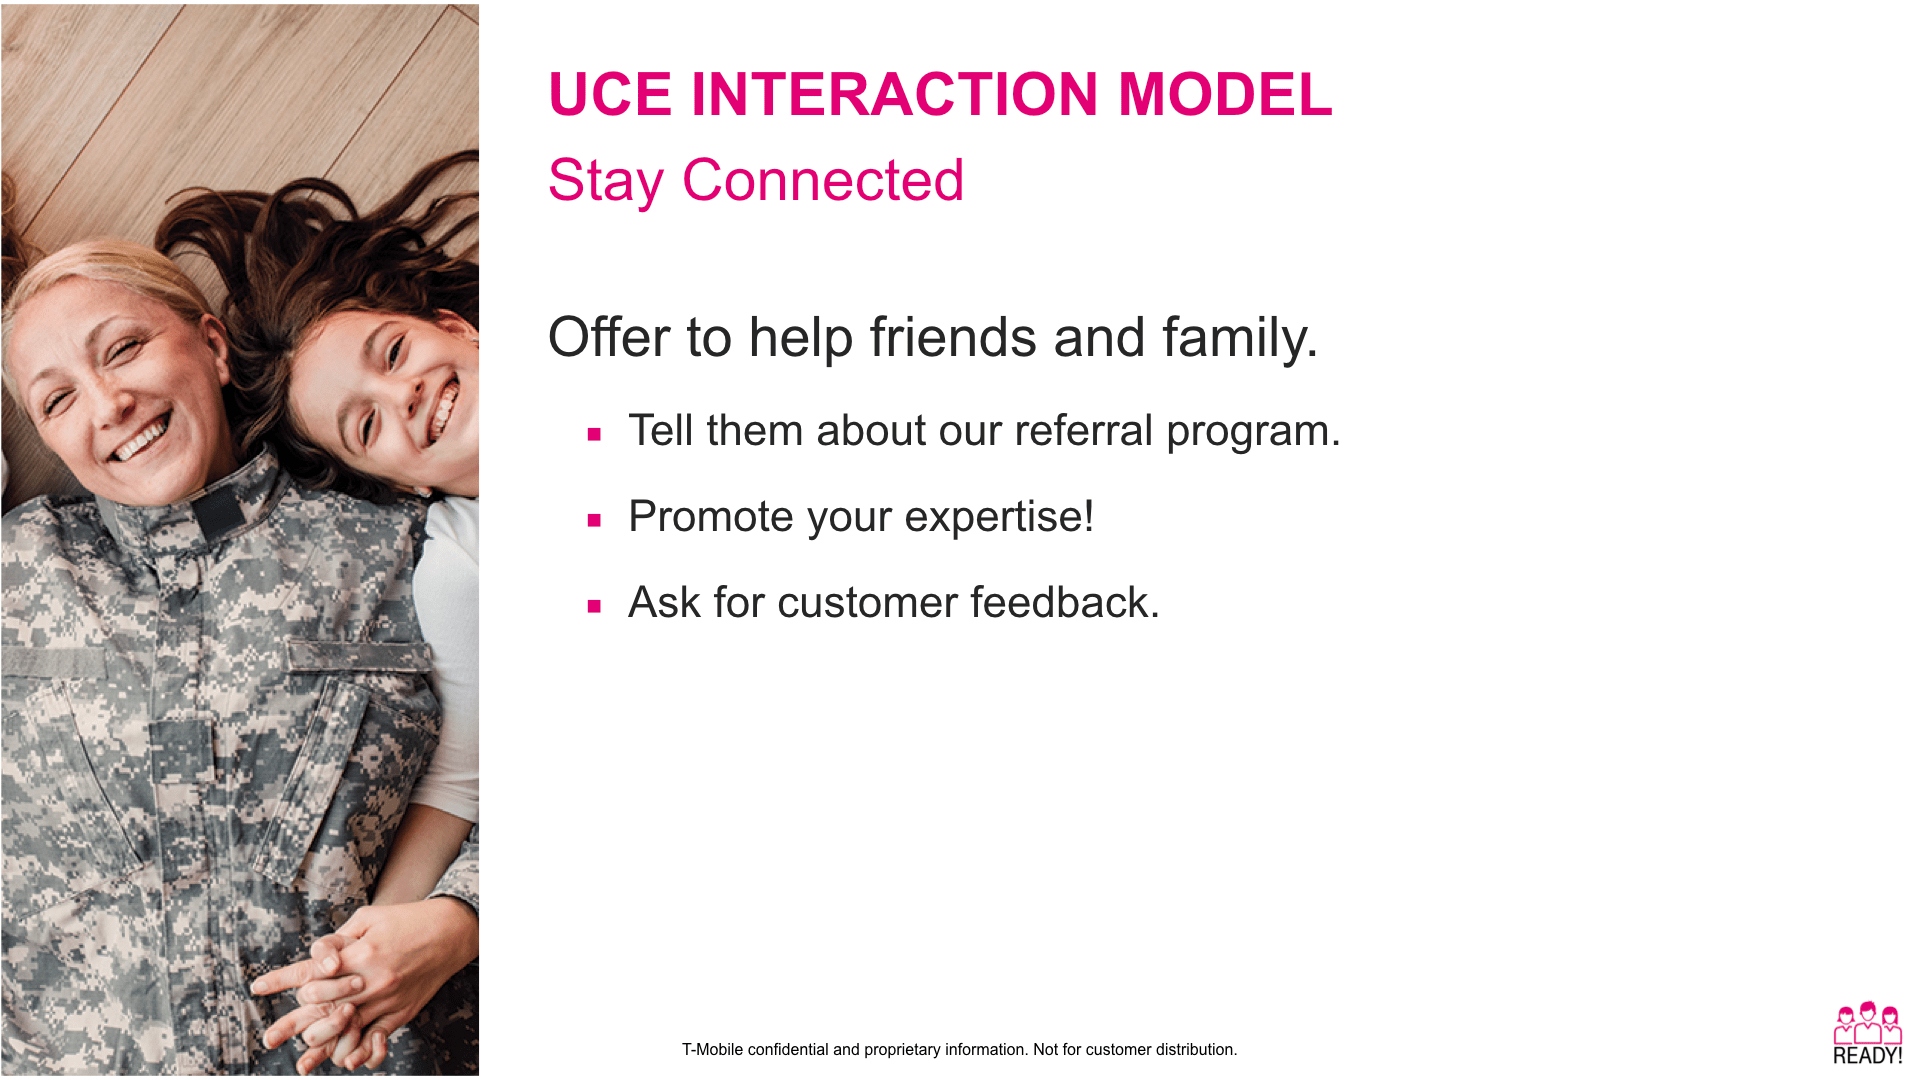 UCE INTERACTION MODEL
Stay Connected
Offer to help friends and family.
Tell them about our referral program.
Promote your expertise!
Ask for customer feedback.
T-Mobile confidential and proprietary information. Not for customer distribution.
READY!